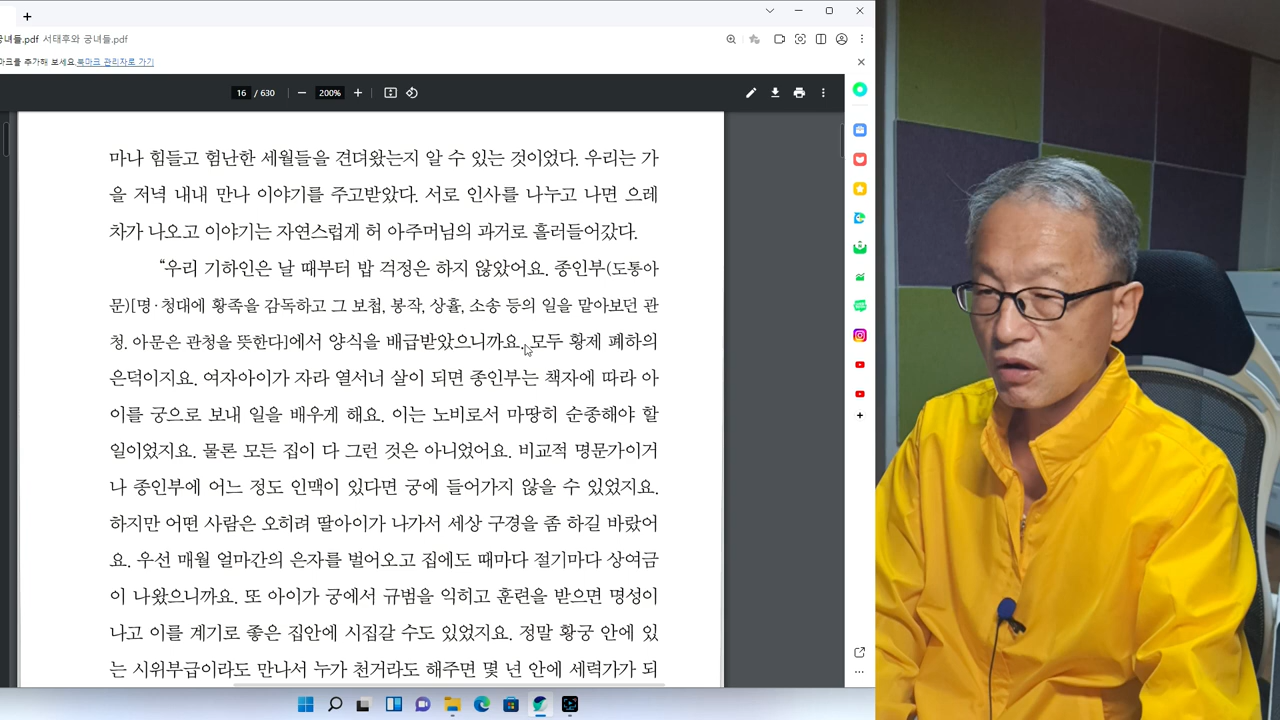 궁녀들.pdf 서태후와 궁녀들.pdf
마크를 추가해 보세요.북마크 관리자로 가기
16 / 630
200%
마나 힘들고 험난한 세월들을 견뎌왔는지 알 수 있는 것이었다. 우리는 가
을 저녁 내내 만나 이야기를 주고받았다. 서로 인사를 나누고 나면 으레
차가 나오고 이야기는 자연스럽게 허 아주머님의 과거로 흘러들어갔다.
“우리 기하인은 날 때부터 밥 걱정은 하지 않았어요. 종인부(도통아
문)[명·청대에 황족을 감독하고 그 보첩, 봉작, 상휼, 소송 등의 일을 맡아보던 관
청. 아문은 관청을 뜻한다]에서 양식을 배급받았으니까요. 모두 황제 폐하의
은덕이지요. 여자아이가 자라 열서너 살이 되면 종인부는 책자에 따라 아
이를 궁으로 보내 일을 배우게 해요. 이는 노비로서 마땅히 순종해야 할
일이었지요. 물론 모든 집이 다 그런 것은 아니었어요. 비교적 명문가이거
나 종인부에 어느 정도 인맥이 있다면 궁에 들어가지 않을 수 있었지요.
하지만 어떤 사람은 오히려 딸아이가 나가서 세상 구경을 좀 하길 바랐어
요. 우선 매월 얼마간의 은자를 벌어오고 집에도 때마다 절기마다 상여금
이 나왔으니까요. 또 아이가 궁에서 규범을 익히고 훈련을 받으면 명성이
나고 이를 계기로 좋은 집안에 시집갈 수도 있었지요. 정말 황궁 안에 있
는 시위부급이라도 만나서 누가 천거라도 해주면 몇 년 안에 세력가가 되